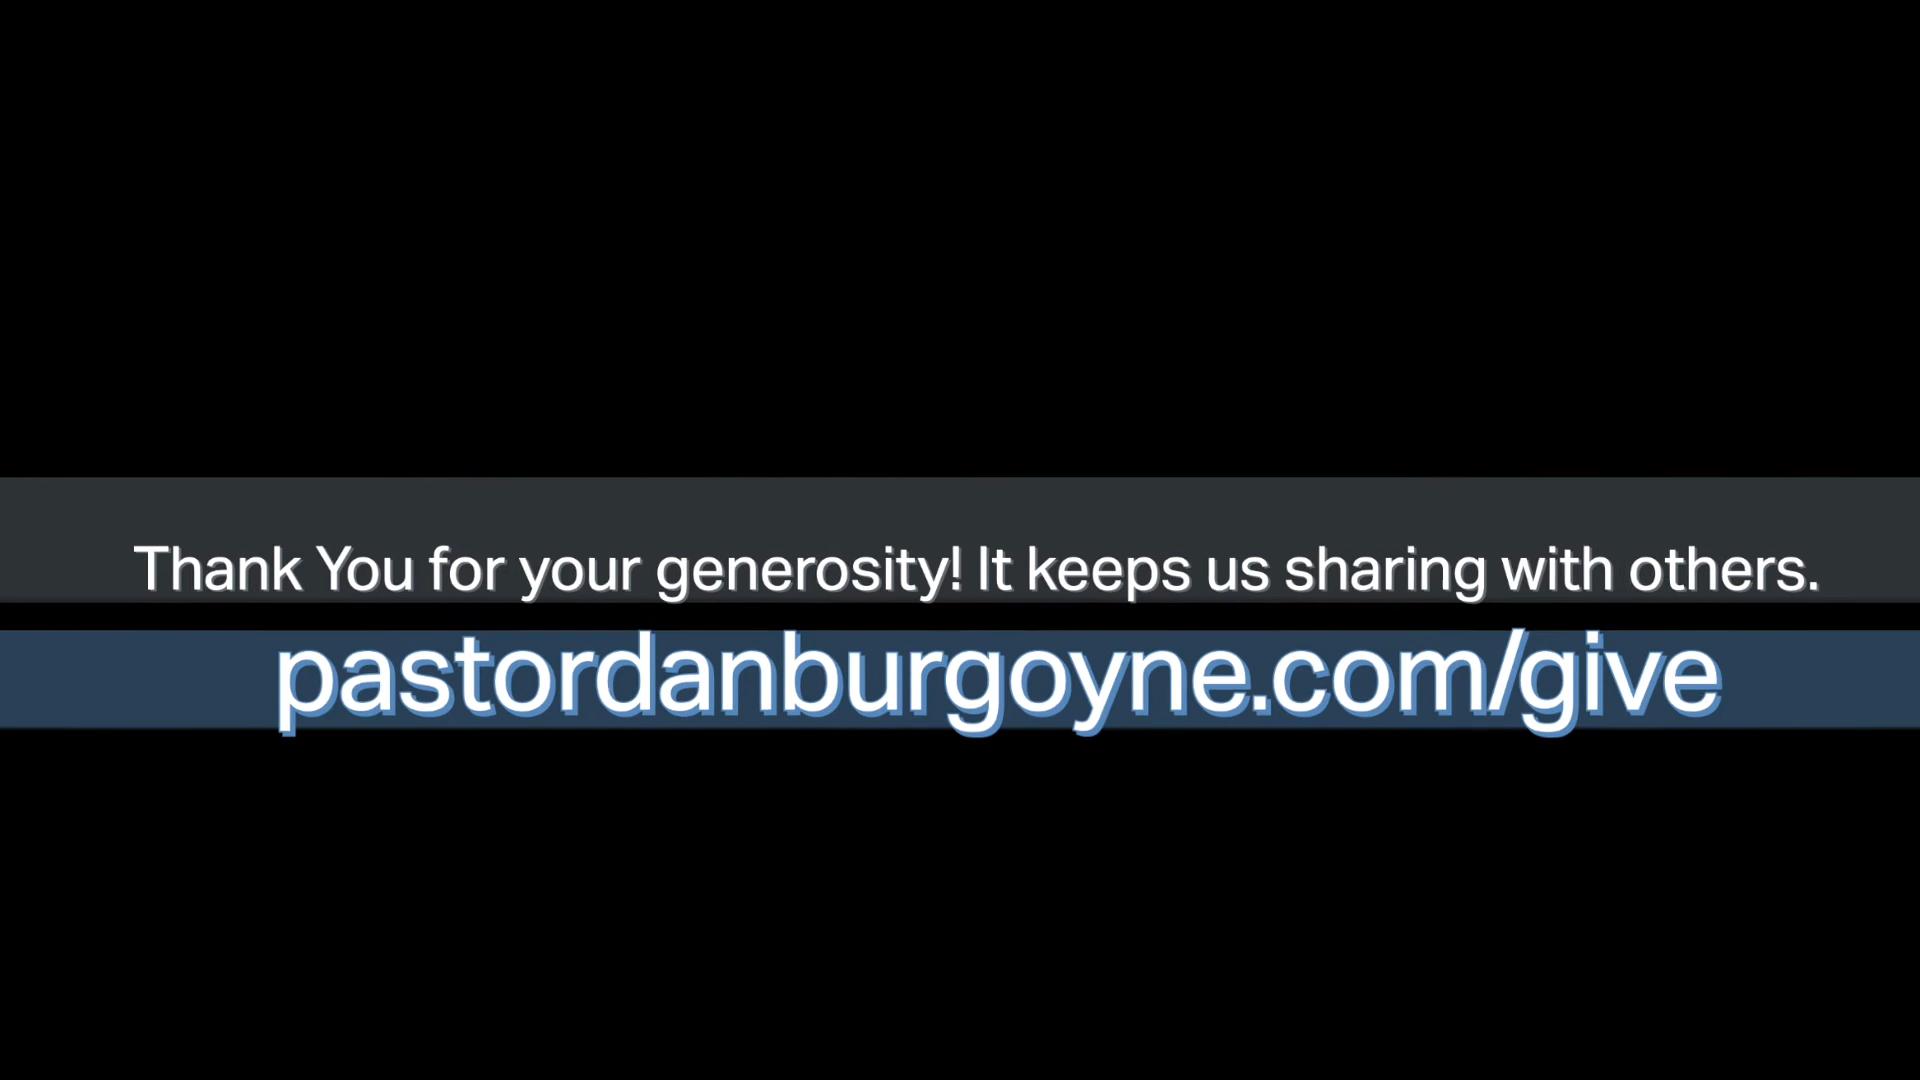 Thank You for your generosity! It keeps us sharing with others.
pastordanburgoyne.com/give